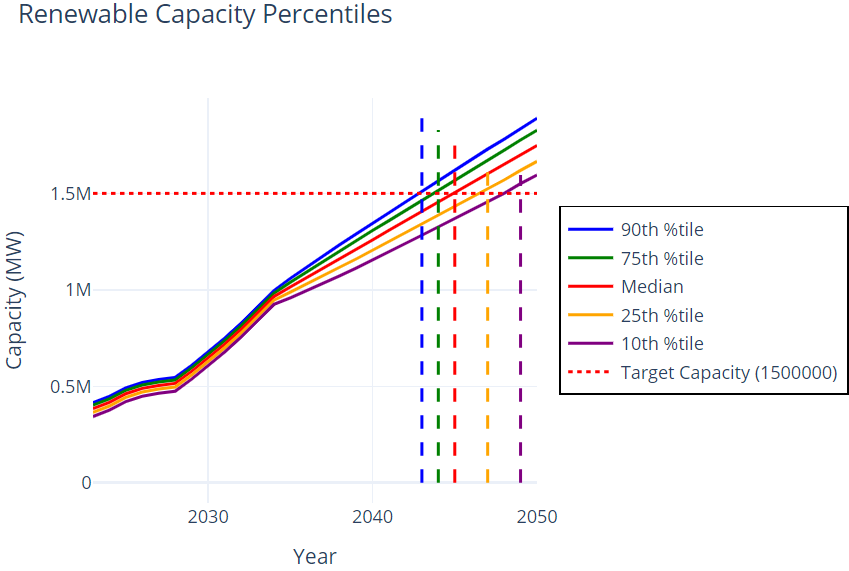 Renewable Capacity Percentiles
Capacity (MW)
1.5M
1M
0.5M
0
2030
2040
2050
Year
90th %tile
75th %tile
Median
25th %tile
10th %tile
Target Capacity (1500000)